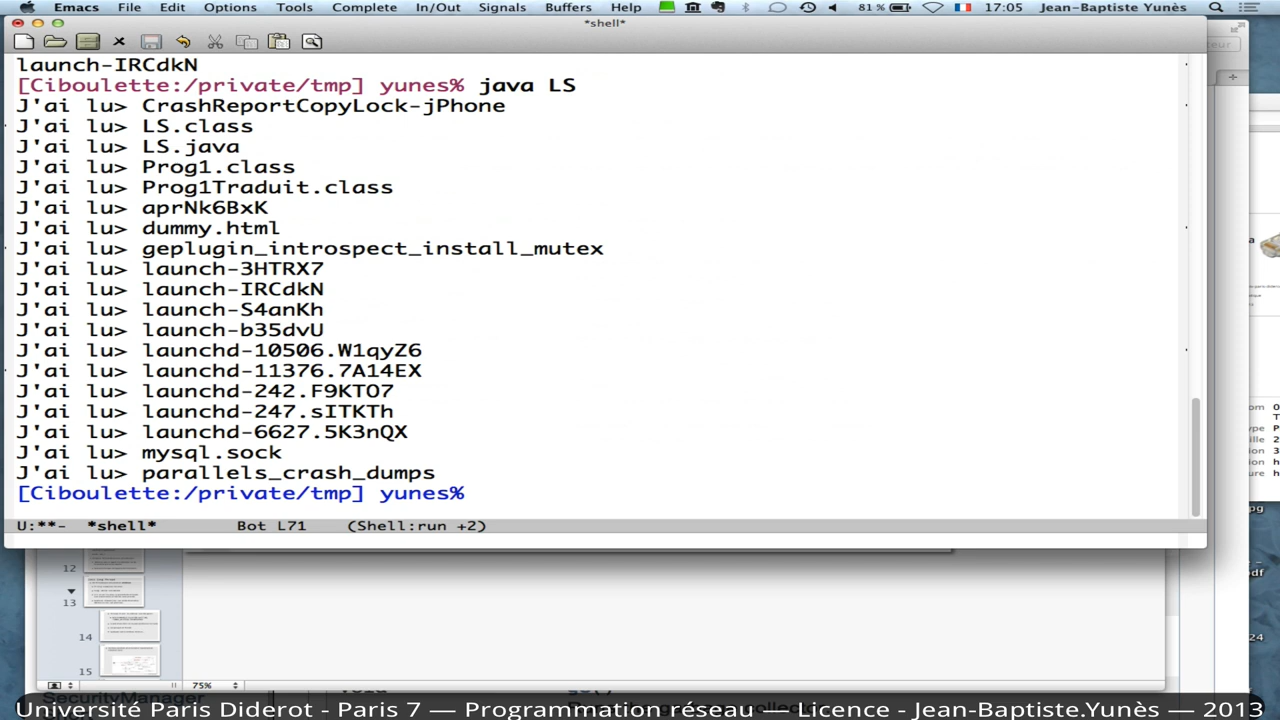 Emacs File Edit Options Tools Complete In/Out Signals Buffers Help 81 % 17:05 Jean-Baptiste Yunès
*shell*
launch-IRCdkN
[Ciboulette:/private/tmp] yunes% java LS
J'ai lu> CrashReportCopyLock-jPhone
J'ai lu> LS.class
J'ai lu> LS.java
J'ai lu> Prog1.class
J'ai lu> Prog1Traduit.class
J'ai lu> aprNk6BxK
J'ai lu> dummy.html
J'ai lu> geplugin_introspect_install_mutex
J'ai lu> launch-3HTRX7
J'ai lu> launch-IRCdkN
J'ai lu> launch-S4anKh
J'ai lu> launch-b35dvU
J'ai lu> launchd-10506.W1qyZ6
J'ai lu> launchd-11376.7A14EX
J'ai lu> launchd-242.F9KTO7
J'ai lu> launchd-247.sITKTh
J'ai lu> launchd-6627.5K3nQX
J'ai lu> mysql.sock
J'ai lu> parallels_crash_dumps
[Ciboulette:/private/tmp] yunes%
U:**- *shell* Bot L71 (Shell:run +2)
12
13
14
15
75%
SecurityManager
Université Paris Diderot - Paris 7 — Programmation réseau — Licence - Jean-Baptiste.Yunès — 2013